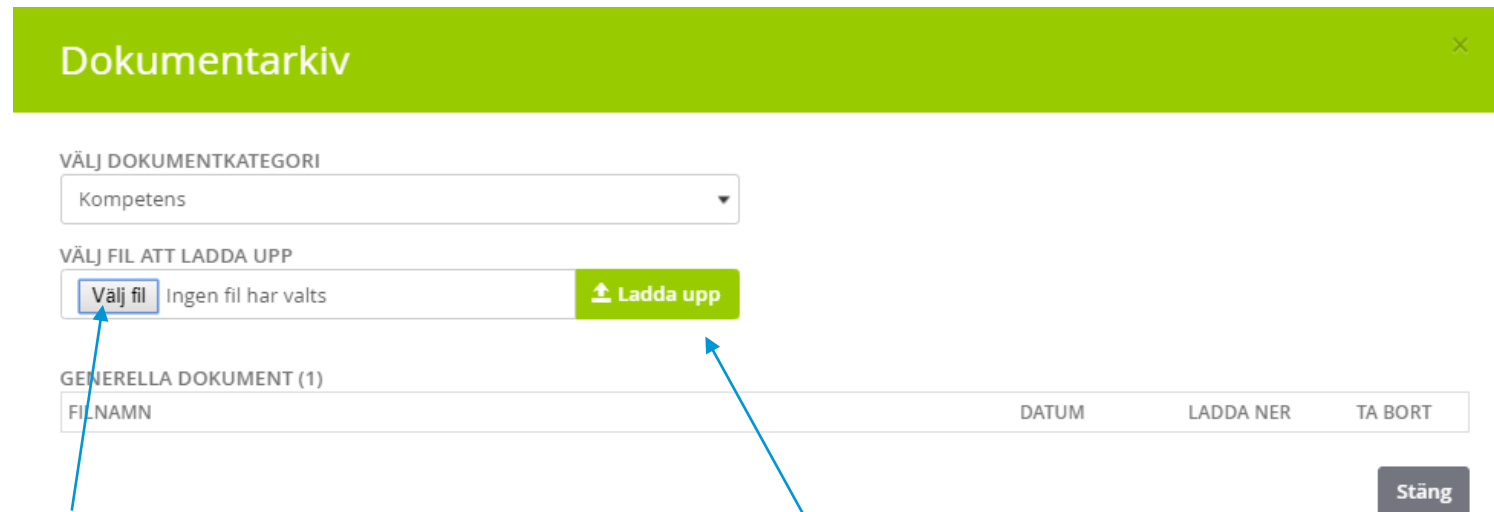 Dokumentarkiv ×
VÄLJ DOKUMENTKATEGORI
Kompetens
VÄLJ FIL ATT LADDA UPP
Välj fil Ingen fil har valts Ladda upp
GENERELLA DOKUMENT (1)
FILNAMN DATUM LADDA NER TA BORT
Stäng